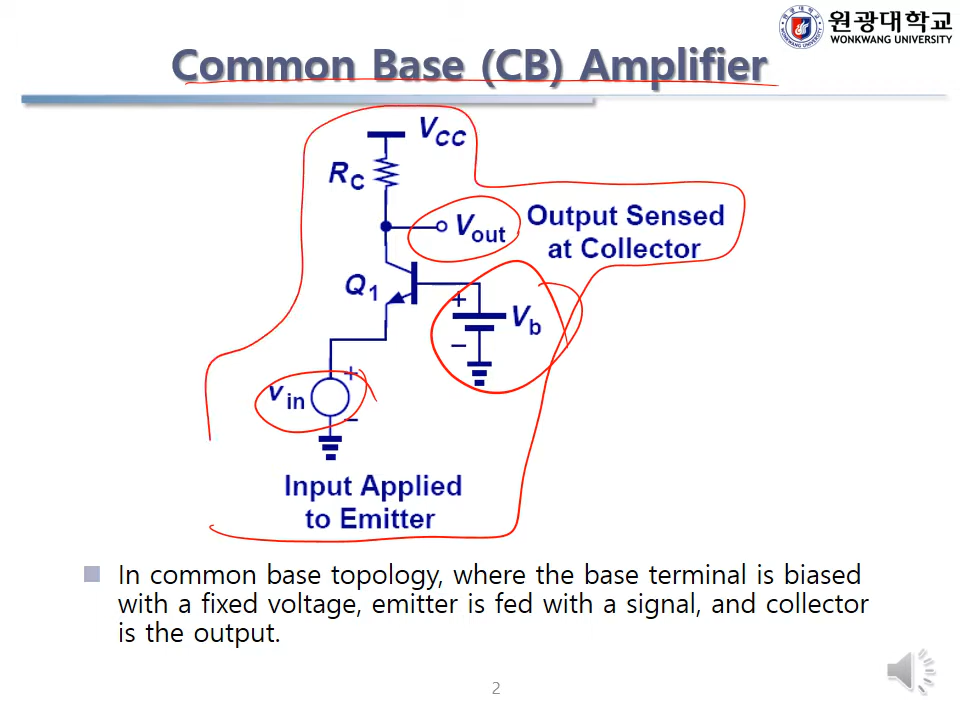 원광대학교
WONKWANG UNIVERSITY
Common Base (CB) Amplifier
VCC
RC
Vout
Output Sensed
at Collector
Q1
+
Vb
−
vin
+
−
Input Applied
to Emitter
In common base topology, where the base terminal is biased
with a fixed voltage, emitter is fed with a signal, and collector
is the output.
2